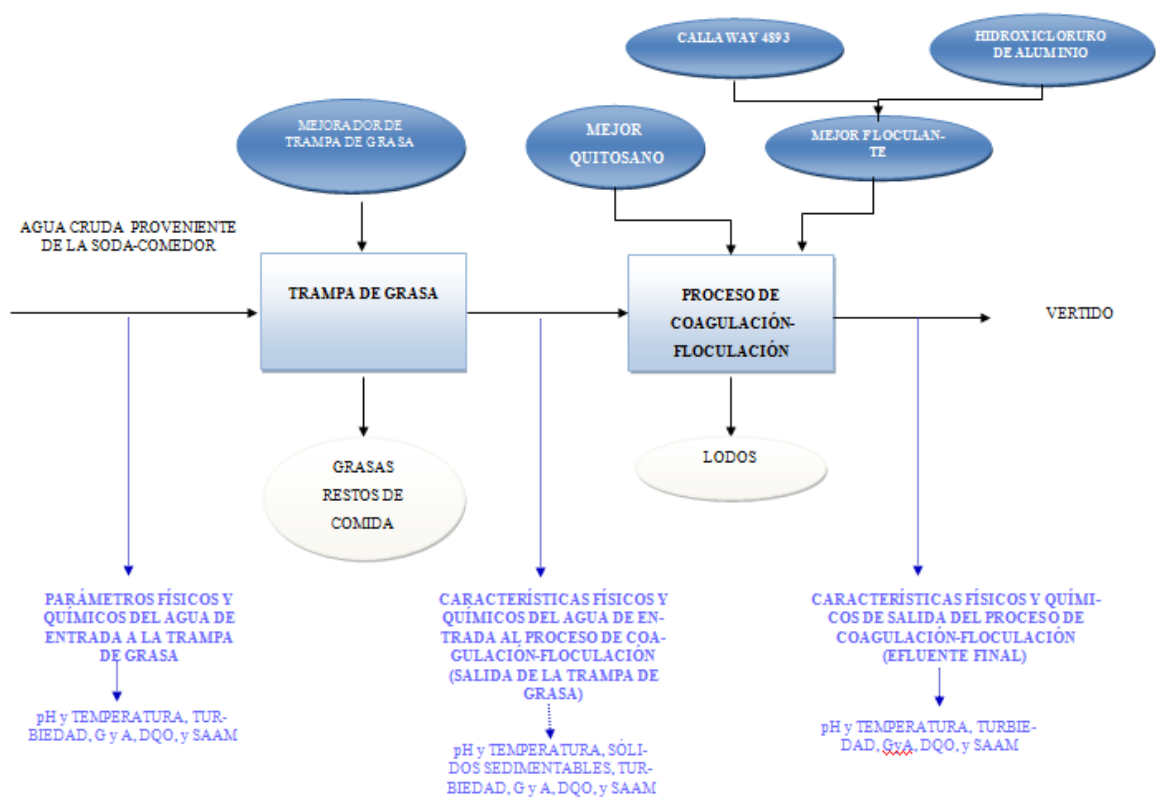 CALLAWAY 4893
HIDROXICLORURO
DE ALUMINIO
MEJORADOR DE
TRAMPA DE GRASA
MEJOR
QUITOSANO
MEJOR FLOCULAN-
TE
AGUA CRUDA PROVENIENTE
DE LA SODA-COMEDOR
TRAMPA DE GRASA
PROCESO DE
COAGULACIÓN-
FLOCULACIÓN
VERTIDO
GRASAS
RESTOS DE
COMIDA
LODOS
PARÁMETROS FÍSICOS Y
QUÍMICOS DEL AGUA DE
ENTRADA A LA TRAMPA
DE GRASA
pH y TEMPERATURA, TUR-
BIEDAD, G y A, DQO, y SAAM
CARACTERÍSTICAS FÍSICOS Y
QUÍMICOS DEL AGUA DE EN-
TRADA AL PROCESO DE COA-
GULACIÓN-FLOCULACIÓN
(SALIDA DE LA TRAMPA DE
GRASA)
pH y TEMPERATURA, SÓLI-
DOS SEDIMENTABLES, TUR-
BIEDAD, G y A, DQO, y SAAM
CARACTERÍSTICAS FÍSICOS Y QUÍMI-
COS DE SALIDA DEL PROCESO DE
COAGULACIÓN-FLOCULACIÓN
(EFLUENTE FINAL)
pH y TEMPERATURA, TURBIE-
DAD, GyA, DQO, y SAAM